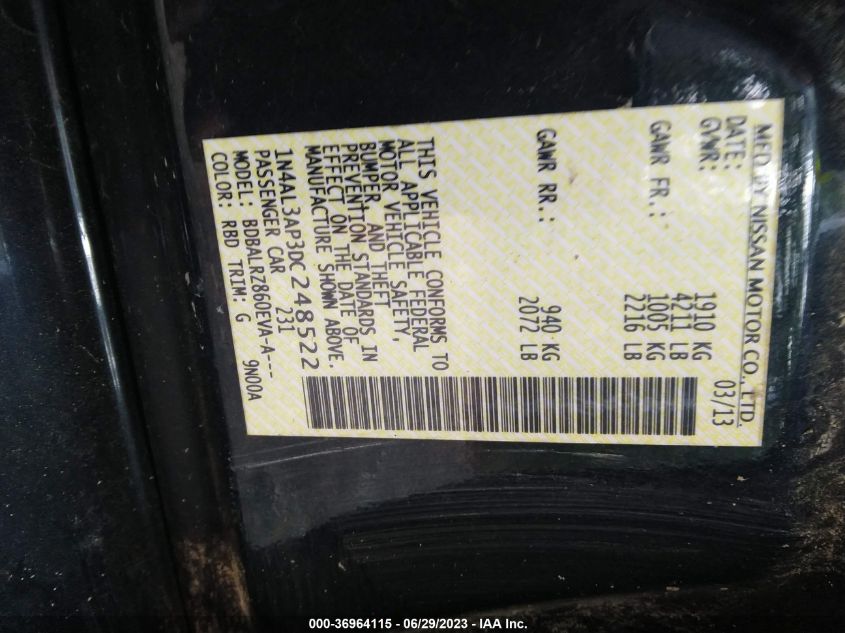 MFD. BY NISSAN MOTOR CO., LTD.
DATE: 03/13
GVWR: 1910 KG
4211 LB
GAWR FR.: 1005 KG
2216 LB
GAWR RR.: 940 KG
2072 LB
THIS VEHICLE CONFORMS TO
ALL APPLICABLE FEDERAL
MOTOR VEHICLE SAFETY,
BUMPER, AND THEFT
PREVENTION STANDARDS IN
EFFECT ON THE DATE OF
MANUFACTURE SHOWN ABOVE.
1N4AL3AP3DC248522
PASSENGER CAR 231
MODEL: BDBALRZ860EVA-A---
COLOR: RBD TRIM: G 9N00A
000-36964115 - 06/29/2023 - IAA Inc.